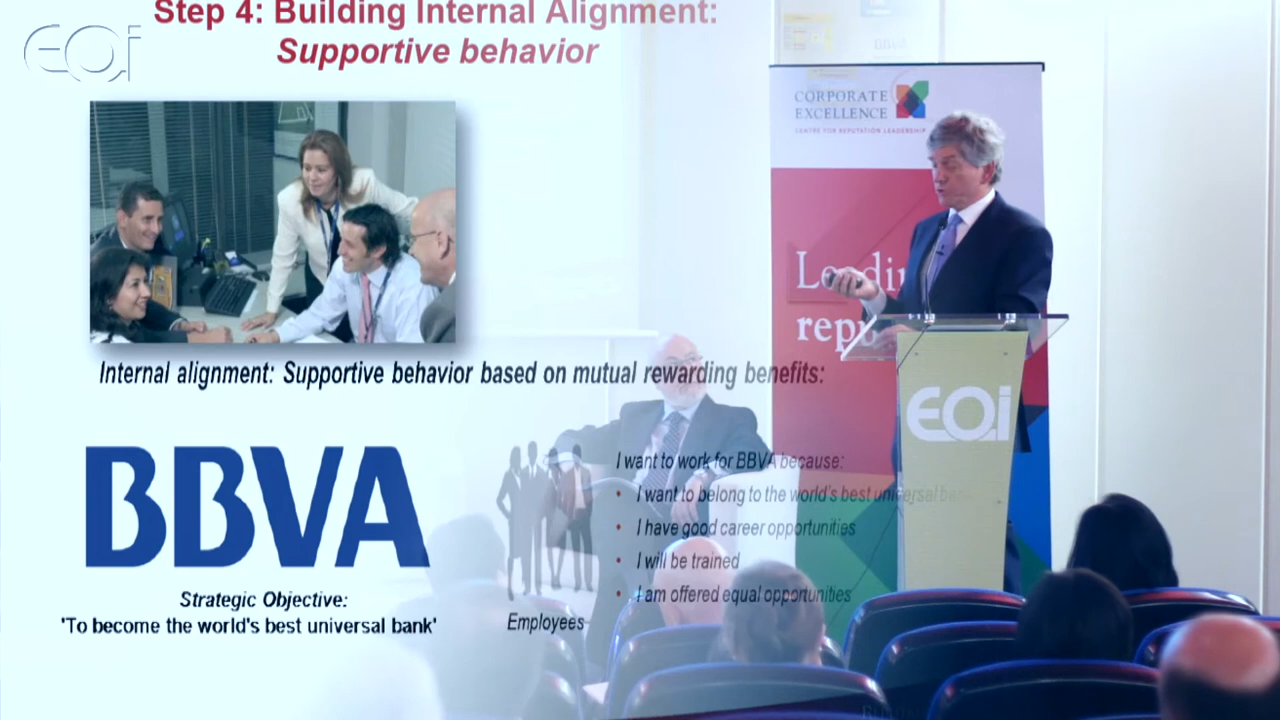 Step 4: Building Internal Alignment:
Supportive behavior
EOi
CORPORATE
EXCELLENCE
CENTRE FOR REPUTATION LEADERSHIP
Internal alignment: Supportive behavior based on mutual rewarding benefits:
EOi
BBVA
I want to work for BBVA because:
• I want to belong to the world's best universal
• I have good career opportunities
• I will be trained
• I am offered equal opportunities
Strategic Objective:
'To become the world's best universal bank'
Employees